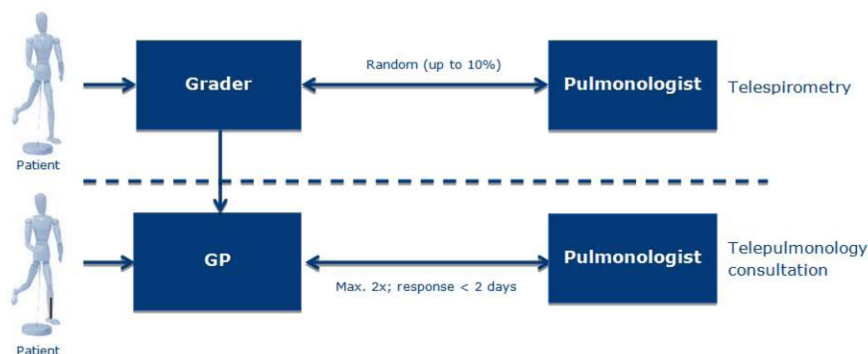 Grader
Random (up to 10%)
Pulmonologist
Telespirometry
Patient
GP
Max. 2x; response < 2 days
Pulmonologist
Telepulmonology
consultation
Patient